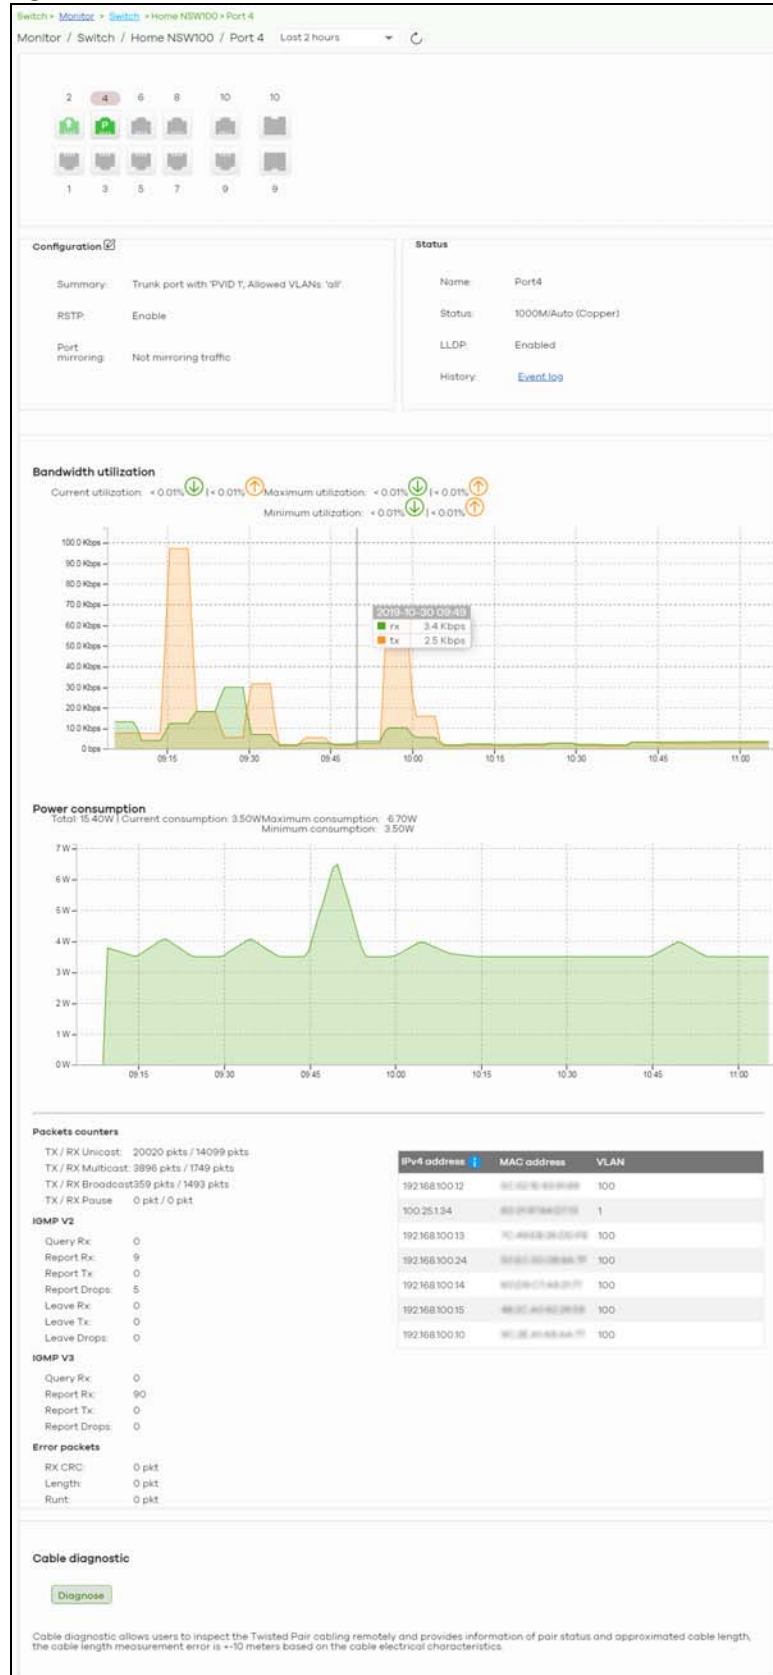 Switch > Monitor > Switch > Home NSW100 > Port 4
Monitor / Switch / Home NSW100 / Port 4 Last 2 hours
2 4 6 8 10 10
P
1 3 5 7 9 9
Configuration
Summary: Trunk port with 'PVID 1', Allowed VLANs: 'all'
RSTP: Enable
Port mirroring: Not mirroring traffic
Status
Name: Port4
Status: 1000M/Auto (Copper)
LLDP: Enabled
History: Event log
Bandwidth utilization
Current utilization: < 0.01% | < 0.01% Maximum utilization: < 0.01% | < 0.01%
Minimum utilization: < 0.01% | < 0.01%
100.0 Kbps
90.0 Kbps
80.0 Kbps
70.0 Kbps
60.0 Kbps
50.0 Kbps
40.0 Kbps
30.0 Kbps
20.0 Kbps
10.0 Kbps
0 bps
2019-10-30 09:49
rx 3.4 Kbps
tx 2.5 Kbps
09:15 09:30 09:45 10:00 10:15 10:30 10:45 11:00
Power consumption
Total: 15.40W | Current consumption: 3.50W Maximum consumption: 6.70W
Minimum consumption: 3.50W
7 W
6 W
5 W
4 W
3 W
2 W
1 W
0 W
09:15 09:30 09:45 10:00 10:15 10:30 10:45 11:00
Packets counters
TX / RX Unicast: 20020 pkts / 14099 pkts
TX / RX Multicast: 3896 pkts / 1749 pkts
TX / RX Broadcast 359 pkts / 1493 pkts
TX / RX Pause 0 pkt / 0 pkt
IGMP V2
Query Rx: 0
Report Rx: 9
Report Tx: 0
Report Drops: 5
Leave Rx: 0
Leave Tx: 0
Leave Drops: 0
IGMP V3
Query Rx: 0
Report Rx: 90
Report Tx: 0
Report Drops: 0
Error packets
RX CRC: 0 pkt
Length: 0 pkt
Runt: 0 pkt
IPv4 address i MAC address VLAN
192.168.100.12 100
100.25.1.34 1
192.168.100.13 100
192.168.100.24 100
192.168.100.14 100
192.168.100.15 100
192.168.100.10 100
Cable diagnostic
Diagnose
Cable diagnostic allows users to inspect the Twisted Pair cabling remotely and provides information of pair status and approximated cable length,
the cable length measurement error is +-10 meters based on the cable electrical characteristics.